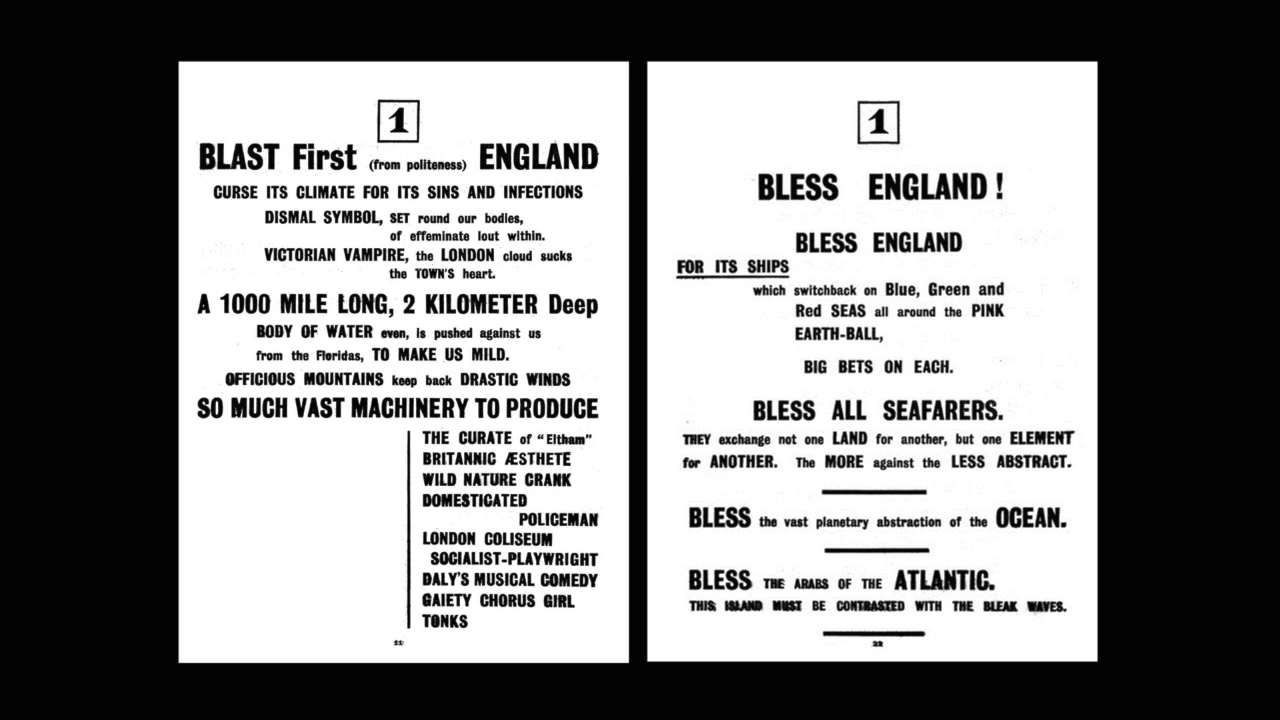 1
BLAST First (from politeness) ENGLAND
CURSE ITS CLIMATE FOR ITS SINS AND INFECTIONS
DISMAL SYMBOL, SET round our bodies,
of effeminate lout within.
VICTORIAN VAMPIRE, the LONDON cloud sucks
the TOWN'S heart.
A 1000 MILE LONG, 2 KILOMETER Deep
BODY OF WATER even, is pushed against us
from the Floridas, TO MAKE US MILD.
OFFICIOUS MOUNTAINS keep back DRASTIC WINDS
SO MUCH VAST MACHINERY TO PRODUCE
THE CURATE of "Eltham"
BRITANNIC ÆSTHETE
WILD NATURE CRANK
DOMESTICATED
POLICEMAN
LONDON COLISEUM
SOCIALIST-PLAYWRIGHT
DALY'S MUSICAL COMEDY
GAIETY CHORUS GIRL
TONKS
1
BLESS ENGLAND!
BLESS ENGLAND
FOR ITS SHIPS
which switchback on Blue, Green and
Red SEAS all around the PINK
EARTH-BALL,
BIG BETS ON EACH.
BLESS ALL SEAFARERS.
THEY exchange not one LAND for another, but one ELEMENT
for ANOTHER. The MORE against the LESS ABSTRACT.
BLESS the vast planetary abstraction of the OCEAN.
BLESS THE ARABS OF THE ATLANTIC.
THIS ISLAND MUST BE CONTRASTED WITH THE BLEAK WAVES.
22